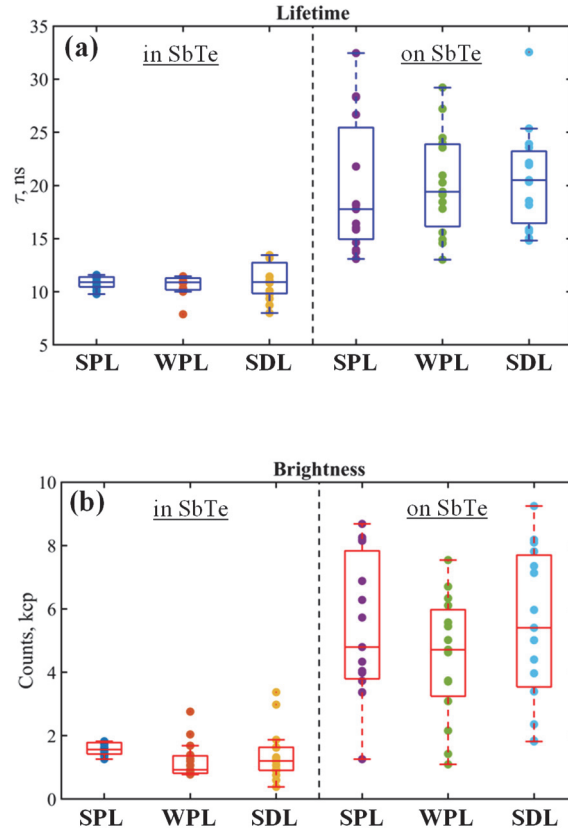 Lifetime
(a)
in SbTe
on SbTe
35
30
25
20
15
10
5
τ, ns
SPL WPL SDL SPL WPL SDL
Brightness
(b)
in SbTe
on SbTe
10
8
6
4
2
0
Counts, kcp
SPL WPL SDL SPL WPL SDL